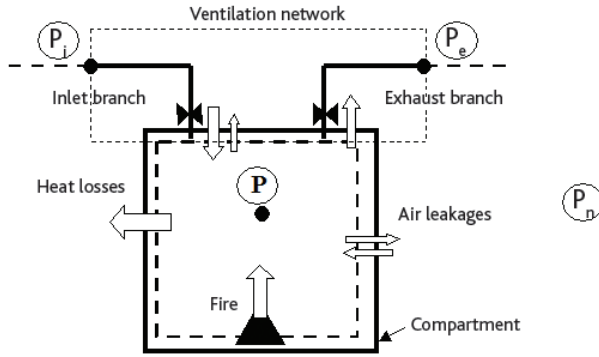 Ventilation network
Pi
Pe
Inlet branch
Exhaust branch
Heat losses
P
Air leakages
Pn
Fire
Compartment